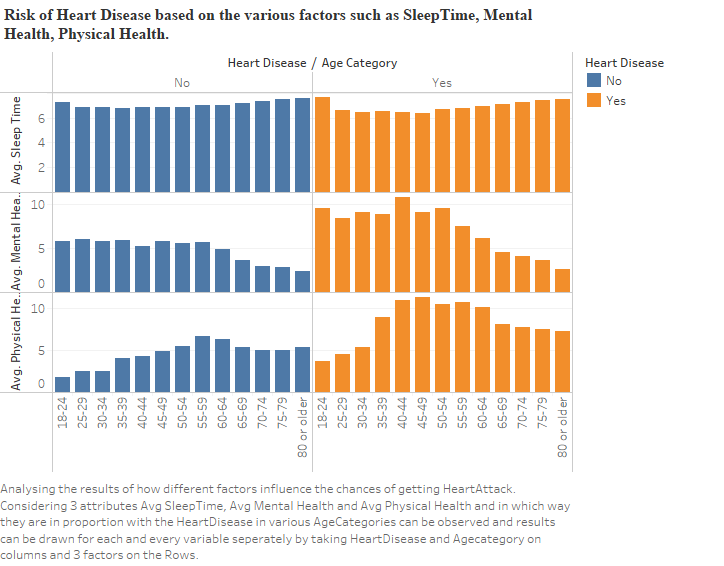 Risk of Heart Disease based on the various factors such as SleepTime, Mental
Health, Physical Health.
Heart Disease / Age Category
Heart Disease
No
Yes
No
Yes
Avg. Sleep Time
6
4
2
Avg. Mental Hea..
10
5
0
Avg. Physical He..
10
5
0
18-24
25-29
30-34
35-39
40-44
45-49
50-54
55-59
60-64
65-69
70-74
75-79
80 or older
18-24
25-29
30-34
35-39
40-44
45-49
50-54
55-59
60-64
65-69
70-74
75-79
80 or older
Analysing the results of how different factors influence the chances of getting HeartAttack.
Considering 3 attributes Avg SleepTime, Avg Mental Health and Avg Physical Health and in which way
they are in proportion with the HeartDisease in various AgeCategories can be observed and results
can be drawn for each and every variable seperately by taking HeartDisease and Agecategory on
columns and 3 factors on the Rows.